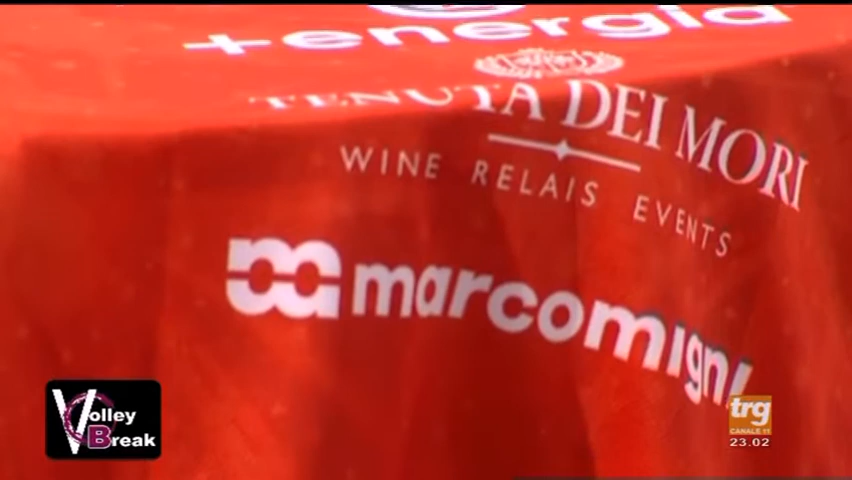 +energia
TENUTA DEI MORI
WINE RELAIS EVENTS
marcomigni
Volley
Break
trg
CANALE 11
23.02